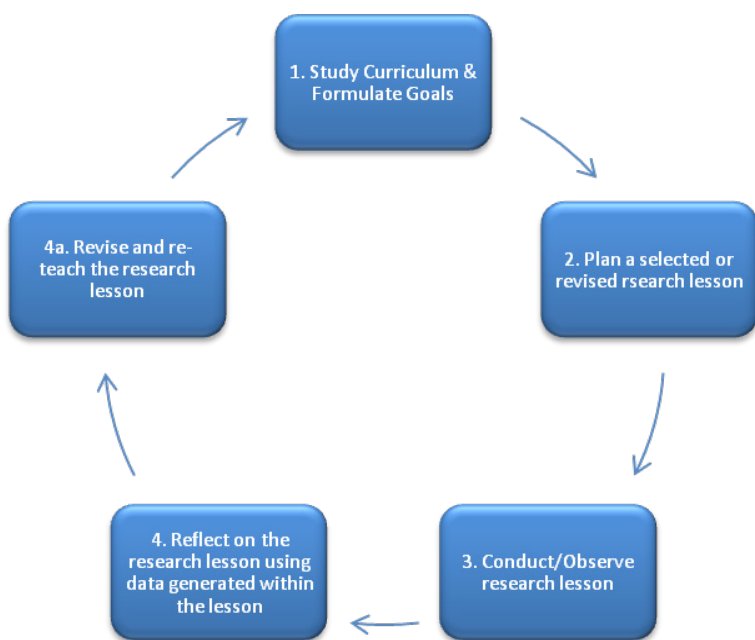 1. Study Curriculum &
Formulate Goals
2. Plan a selected or
revised rsearch lesson
3. Conduct/Observe
research lesson
4. Reflect on the
research lesson using
data generated within
the lesson
4a. Revise and re-
teach the research
lesson